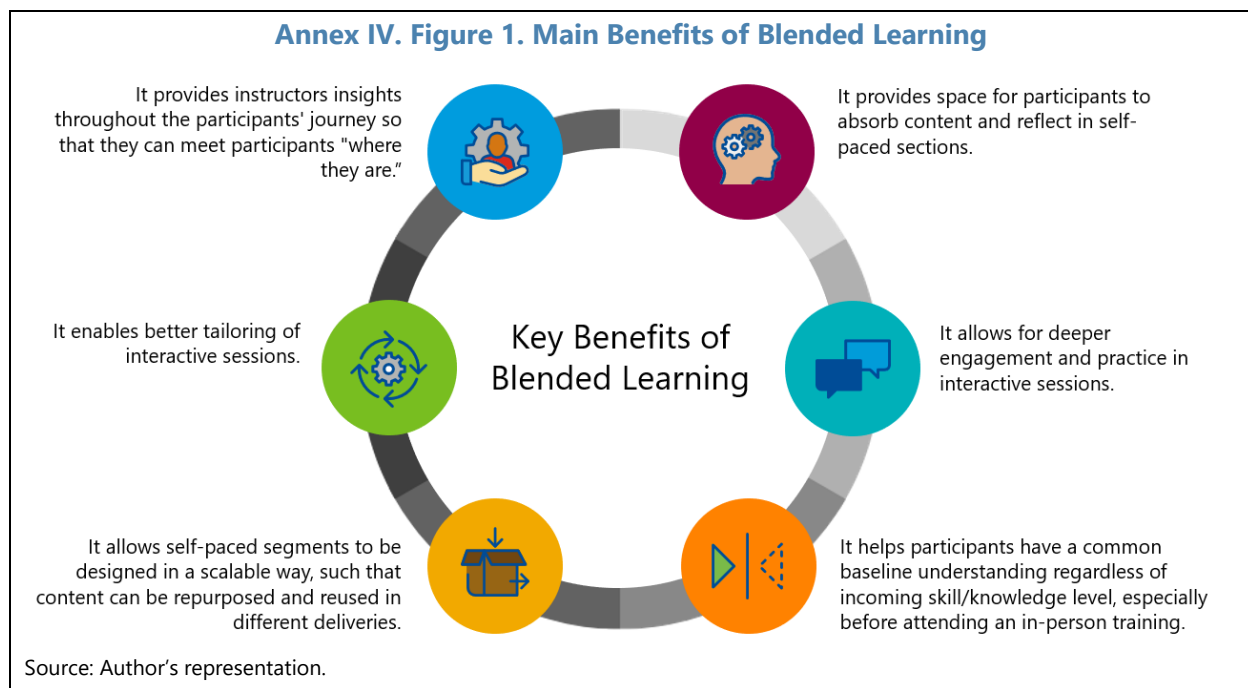 Annex IV. Figure 1. Main Benefits of Blended Learning
It provides instructors insights
throughout the participants' journey so
that they can meet participants "where
they are.”
It provides space for participants to
absorb content and reflect in self-
paced sections.
It enables better tailoring of
interactive sessions.
Key Benefits of
Blended Learning
It allows for deeper
engagement and practice in
interactive sessions.
It allows self-paced segments to be
designed in a scalable way, such that
content can be repurposed and reused in
different deliveries.
It helps participants have a common
baseline understanding regardless of
incoming skill/knowledge level, especially
before attending an in-person training.
Source: Author’s representation.